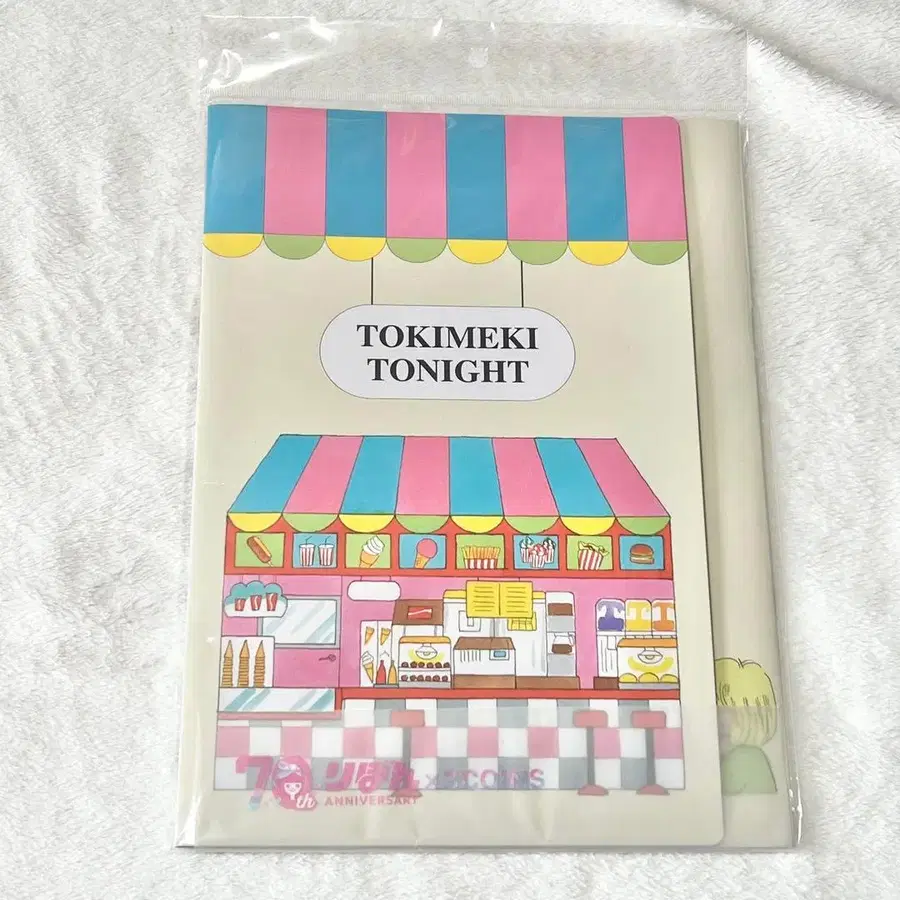 TOKIMEKI
TONIGHT
70th りぼん × 3COINS
ANNIVERSARY